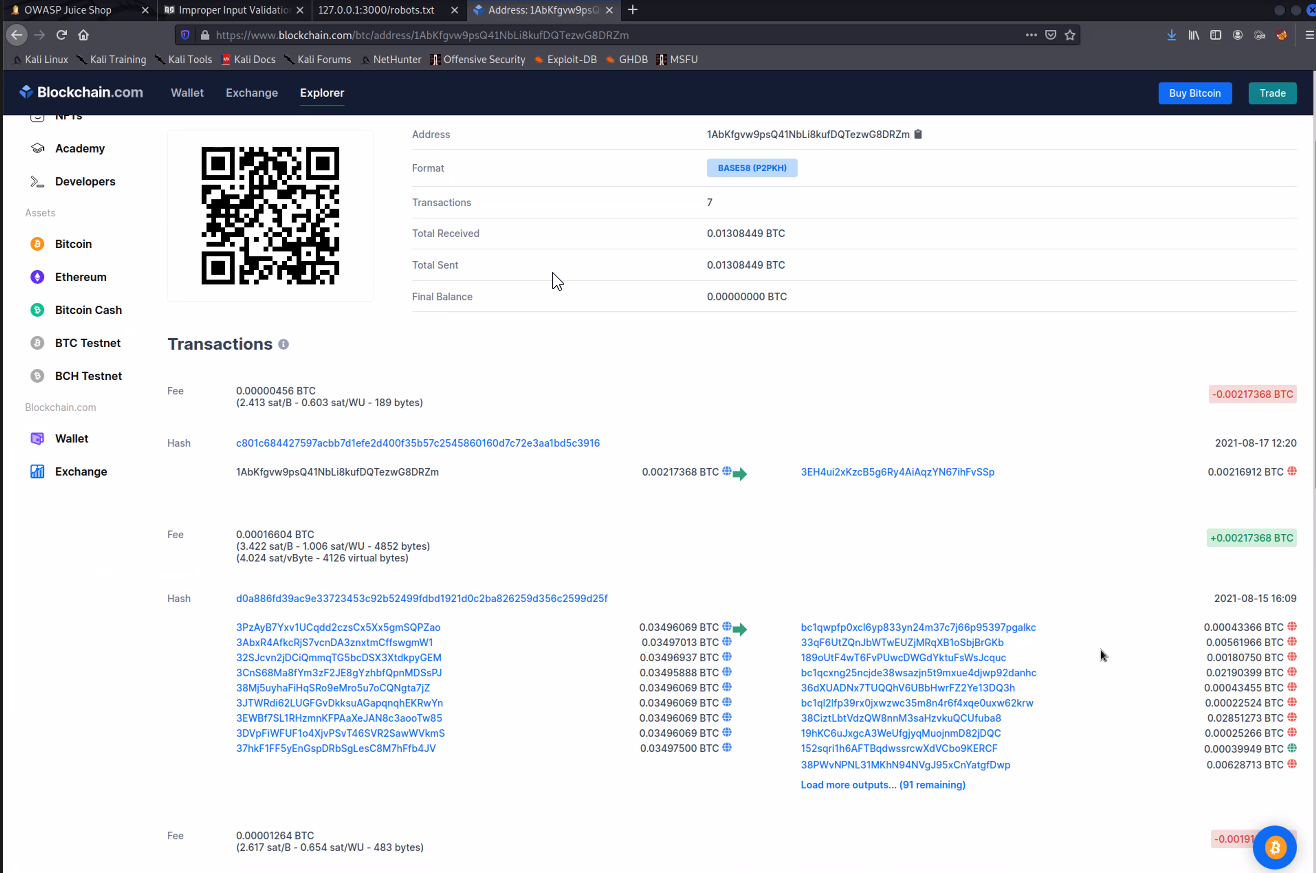 OWASP Juice Shop
Improper Input Validatio
127.0.0.1:3000/robots.txt
Address: 1AbKfgvw9psQ
https://www.blockchain.com/btc/address/1AbKfgvw9psQ41NbLi8kufDQTezwG8DRZm
Kali Linux Kali Training Kali Tools Kali Docs Kali Forums NetHunter Offensive Security Exploit-DB GHDB MSFU
Blockchain.com Wallet Exchange Explorer Buy Bitcoin Trade
NFTs
Academy
Developers
Assets
Bitcoin
Ethereum
Bitcoin Cash
BTC Testnet
BCH Testnet
Blockchain.com
Wallet
Exchange
Address 1AbKfgvw9psQ41NbLi8kufDQTezwG8DRZm
Format BASE58 (P2PKH)
Transactions 7
Total Received 0.01308449 BTC
Total Sent 0.01308449 BTC
Final Balance 0.00000000 BTC
Transactions
Fee 0.00000456 BTC -0.00217368 BTC
(2.413 sat/B - 0.603 sat/WU - 189 bytes)
Hash c801c684427597acbb7d1efe2d400f35b57c2545860160d7c72e3aa1bd5c3916 2021-08-17 12:20
1AbKfgvw9psQ41NbLi8kufDQTezwG8DRZm 0.00217368 BTC 3EH4ui2xKzcB5g6Ry4AiAqzYN67ihFvSSp 0.00216912 BTC
Fee 0.00016604 BTC +0.00217368 BTC
(3.422 sat/B - 1.006 sat/WU - 4852 bytes)
(4.024 sat/vByte - 4126 virtual bytes)
Hash d0a886fd39ac9e33723453c92b52499fdbd1921d0c2ba826259d356c2599d25f 2021-08-15 16:09
3PzAyB7Yxv1UCqdd2czsCx5Xx5gmSQPZao 0.03496069 BTC bc1qwpfp0xcl6yp833yn24m37c7j66p95397pgalkc 0.00043366 BTC
3AbxR4AfkcRjS7vcnDA3znxtmCffswgmW1 0.03497013 BTC 33qF6UtZQnJbWTwEUZjMRqXB1oSbjBrGKb 0.00561966 BTC
32SJcvn2jDCiQmmqTG5bcDSX3XtdkpyGEM 0.03496937 BTC 189oUtF4wT6FvPUwcDWGdYktuFsWsJcquc 0.00180750 BTC
3CnS68Ma8fYm3zF2JE8gYzhbfQpnMDSsPJ 0.03495888 BTC bc1qcxng25ncjde38wsazjn5t9mxue4djwp92danhc 0.02190399 BTC
38Mj5uyhaFiHqSRo9eMro5u7oCQNgta7jZ 0.03496069 BTC 36dXUADNx7TUQQhV6UBbHwrFZ2Ye13DQ3h 0.00043455 BTC
3JTWRdi62LUGFGvDkksuAGapqnqhEKRwYn 0.03496069 BTC bc1ql2lfp39rx0jxwzwc35m8n4r6f4xqe0uxw62krw 0.00022524 BTC
3EWBf7SL1RHzmnKFPAaXeJAN8c3aooTw85 0.03496069 BTC 38CiztLbtVdzQW8nnM3saHzvkuQCUfuba8 0.02851273 BTC
3DVpFiWFUF1o4XjvPSvT46SVR2SawWVkmS 0.03496069 BTC 19hKC6uJxgcA3WeUfgjyqMuojnmD82jDQC 0.00025266 BTC
37hkF1FF5yEnGspDRbSgLesC8M7hFfb4JV 0.03497500 BTC 152sqri1h6AFTBqdwssrcwXdVCbo9KERCF 0.00039949 BTC
38PWvNPNL31MKhN94NVgJ95xCnYatgfDwp 0.00628713 BTC
Load more outputs... (91 remaining)
Fee 0.00001264 BTC -0.00191
(2.617 sat/B - 0.654 sat/WU - 483 bytes)